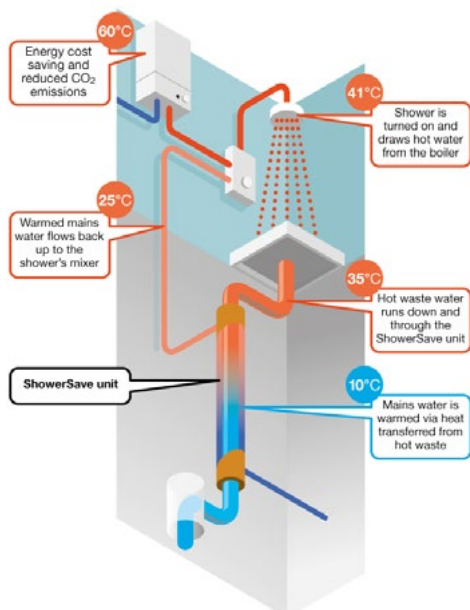 60°C
Energy cost
saving and
reduced CO₂
emissions
41°C
Shower is
turned on and
draws hot water
from the boiler
25°C
Warmed mains
water flows back
up to the
shower's mixer
35°C
Hot waste water
runs down and
through the
ShowerSave unit
ShowerSave unit
10°C
Mains water is
warmed via heat
transferred from
hot waste